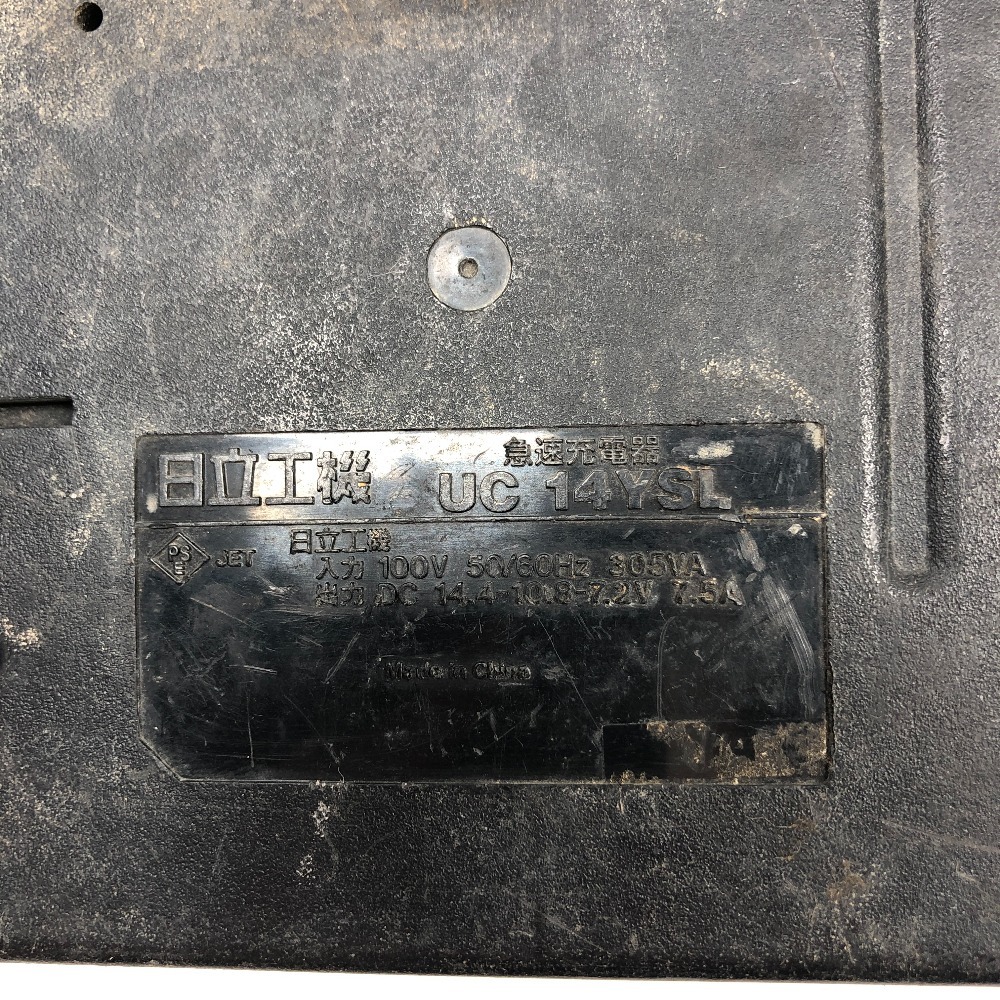 急速充電器
日立工機 UC 14YSL
PS E JET 日立工機
入力 100V 50/60Hz 305VA
出力 DC 14.4-10.8-7.2V 7.5A
Made in China